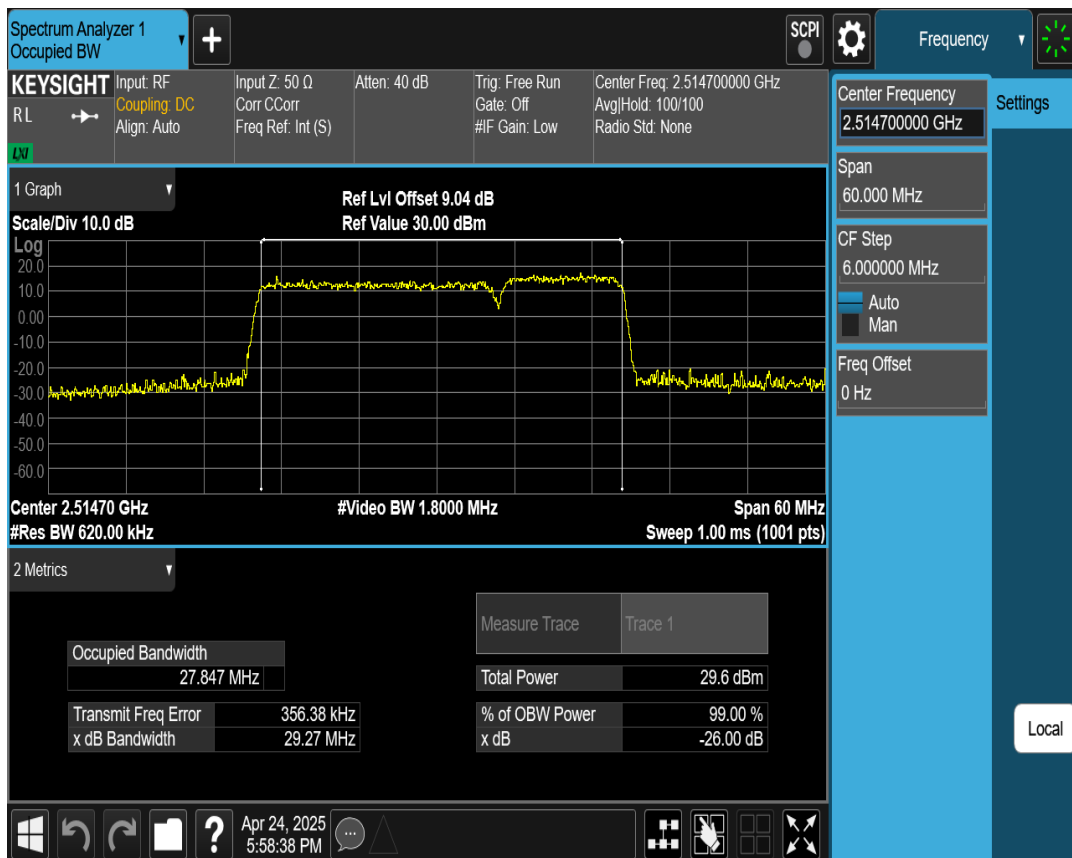 Spectrum Analyzer 1
Occupied BW
+
SCPI
Frequency
KEYSIGHT
R L
LXI
Input: RF
Coupling: DC
Align: Auto
Input Z: 50 Ω
Corr CCorr
Freq Ref: Int (S)
Atten: 40 dB
Trig: Free Run
Gate: Off
#IF Gain: Low
Center Freq: 2.514700000 GHz
Avg|Hold: 100/100
Radio Std: None
Center Frequency
2.514700000 GHz
Settings
Span
60.000 MHz
CF Step
6.000000 MHz
Auto
Man
Freq Offset
0 Hz
Local
1 Graph
Ref Lvl Offset 9.04 dB
Scale/Div 10.0 dB
Ref Value 30.00 dBm
Log
20.0
10.0
0.00
-10.0
-20.0
-30.0
-40.0
-50.0
-60.0
Center 2.51470 GHz
#Video BW 1.8000 MHz
Span 60 MHz
#Res BW 620.00 kHz
Sweep 1.00 ms (1001 pts)
2 Metrics
Measure Trace
Trace 1
Occupied Bandwidth
27.847 MHz
Total Power
29.6 dBm
Transmit Freq Error
356.38 kHz
% of OBW Power
99.00 %
x dB Bandwidth
29.27 MHz
x dB
-26.00 dB
?
Apr 24, 2025
5:58:38 PM